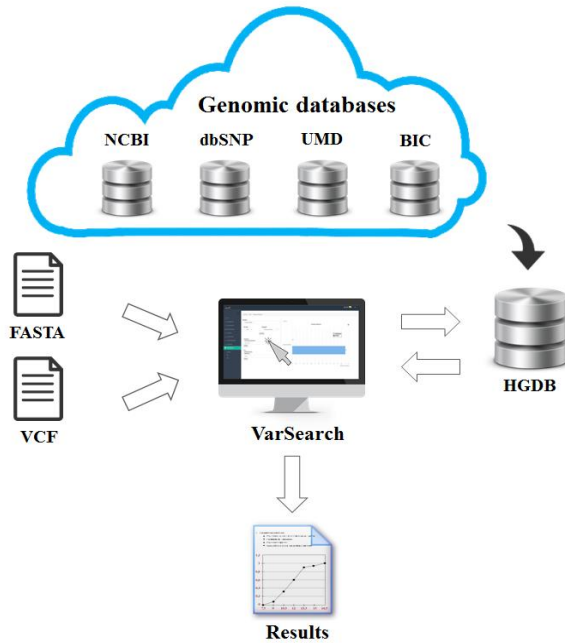 Genomic databases
NCBI dbSNP UMD BIC
FASTA
VCF
VarSearch
HGDB
Results